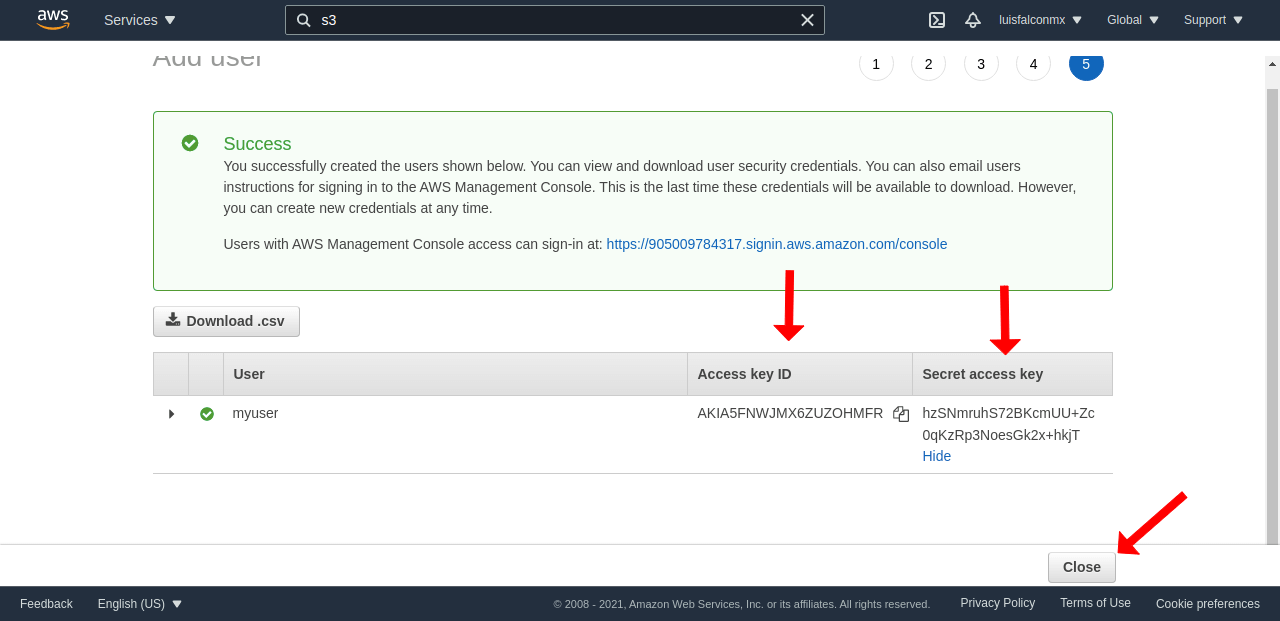 aws
Services
s3
luisfalconmx
Global
Support
Add user
1 2 3 4 5
Success
You successfully created the users shown below. You can view and download user security credentials. You can also email users
instructions for signing in to the AWS Management Console. This is the last time these credentials will be available to download. However,
you can create new credentials at any time.
Users with AWS Management Console access can sign-in at: https://905009784317.signin.aws.amazon.com/console
Download .csv
User Access key ID Secret access key
myuser AKIA5FNWJMX6ZUZOHMFR hzSNmruhS72BKcmUU+Zc
0qKzRp3NoesGk2x+hkjT
Hide
Close
Feedback English (US) © 2008 - 2021, Amazon Web Services, Inc. or its affiliates. All rights reserved. Privacy Policy Terms of Use Cookie preferences